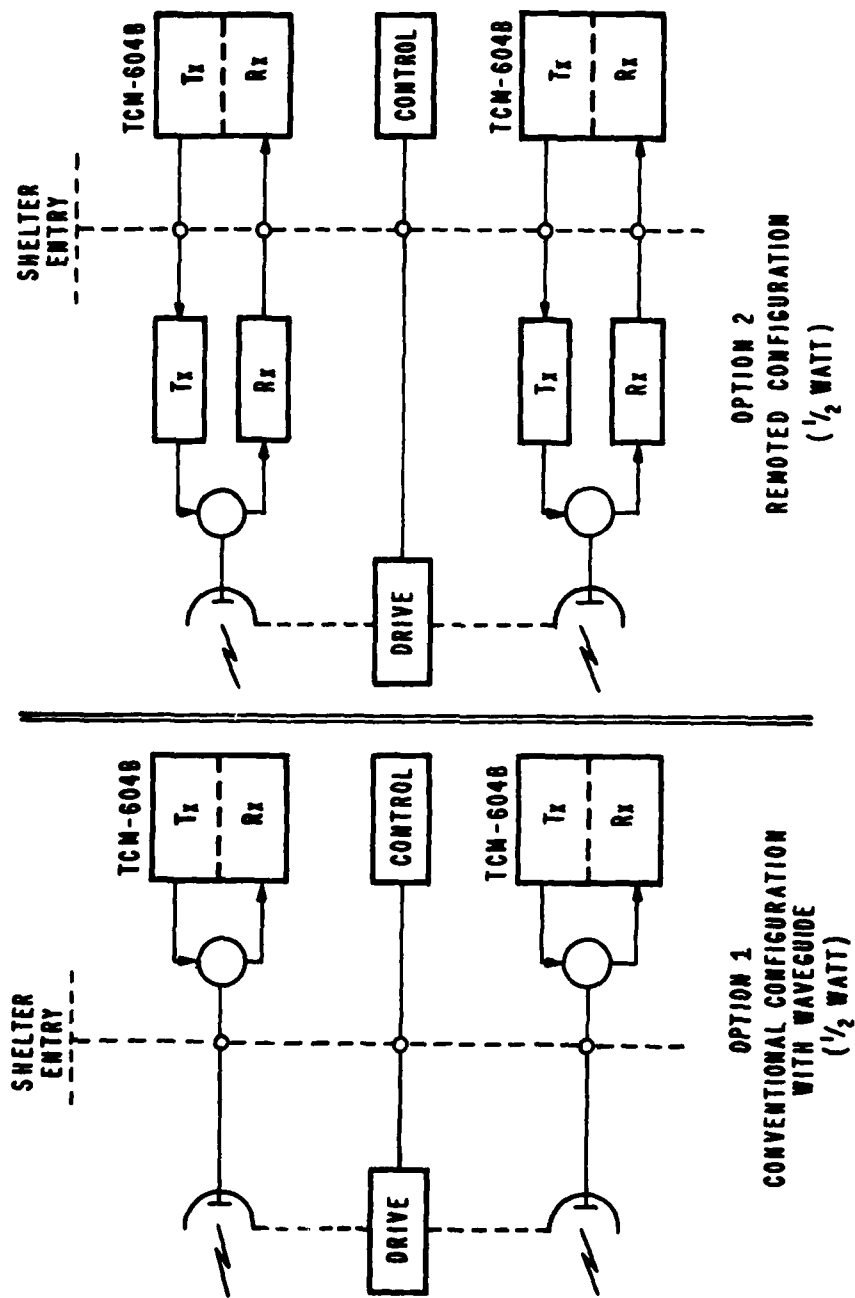 SHELTER
ENTRY
TCM-604B
Tx
Rx
DRIVE
CONTROL
TCM-604B
Tx
Rx
OPTION 1
CONVENTIONAL CONFIGURATION
WITH WAVEGUIDE
(1/2 WATT)
SHELTER
ENTRY
TCM-604B
Tx
Rx
Tx
Rx
DRIVE
CONTROL
TCM-604B
Tx
Rx
Tx
Rx
OPTION 2
REMOTED CONFIGURATION
(1/2 WATT)